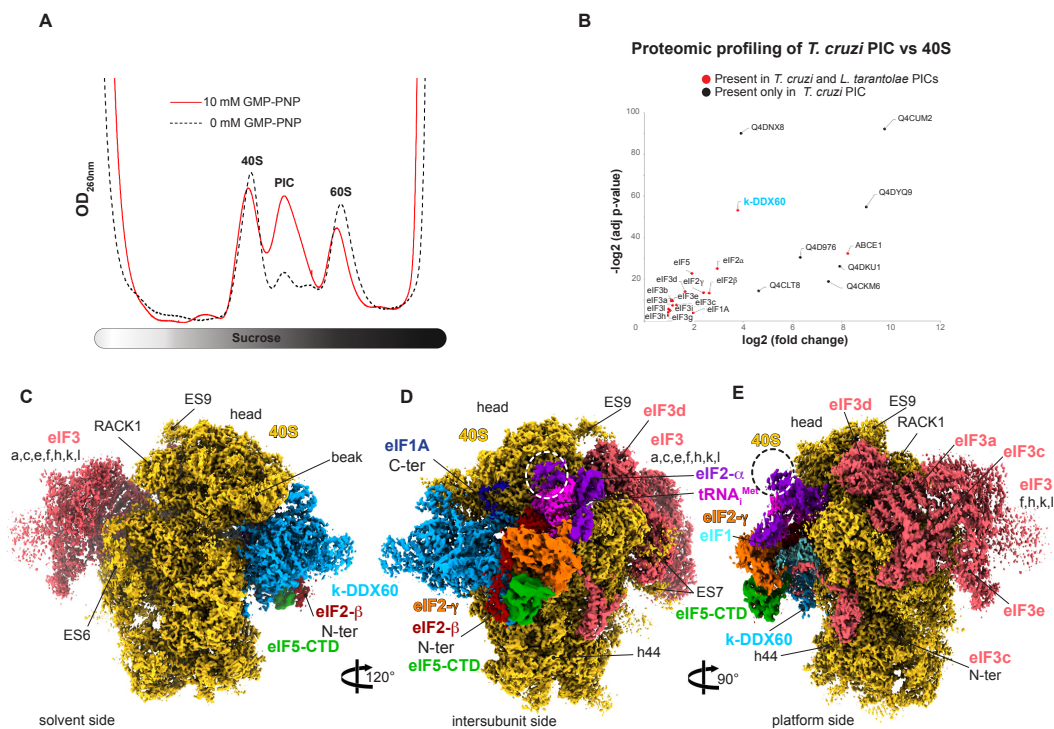 A
10 mM GMP-PNP
0 mM GMP-PNP
40S
PIC
60S
OD260nm
Sucrose
B
Proteomic profiling of T. cruzi PIC vs 40S
Present in T. cruzi and L. tarantolae PICs
Present only in T. cruzi PIC
-log2 (adj p-value)
100
80
60
40
20
0
0
2
4
6
8
10
12
log2 (fold change)
Q4DNX8
Q4CUM2
k-DDX60
Q4DYQ9
Q4D976
ABCE1
Q4DKU1
Q4CLT8
Q4CKM6
eIF5
eIF2α
eIF3d
eIF2γ
eIF2β
eIF3b
eIF3e
eIF3a
eIF3c
eIF3i
eIF3j
eIF1A
eIF3h
eIF3g
C
ES9
head
RACK1
40S
eIF3
a,c,e,f,h,k,l
beak
k-DDX60
eIF2-β
N-ter
ES6
eIF5-CTD
solvent side
120°
D
head
ES9
eIF3d
40S
eIF1A
C-ter
eIF3
a,c,e,f,h,k,l
eIF2-α
tRNAiMet
ES7
eIF2-γ
eIF2-β
N-ter
eIF5-CTD
h44
intersubunit side
90°
E
eIF3d
ES9
40S
head
RACK1
eIF3a
eIF3c
eIF3
f,h,k,l
eIF2-γ
eIF1
eIF5-CTD
k-DDX60
eIF3e
h44
eIF3c
N-ter
platform side